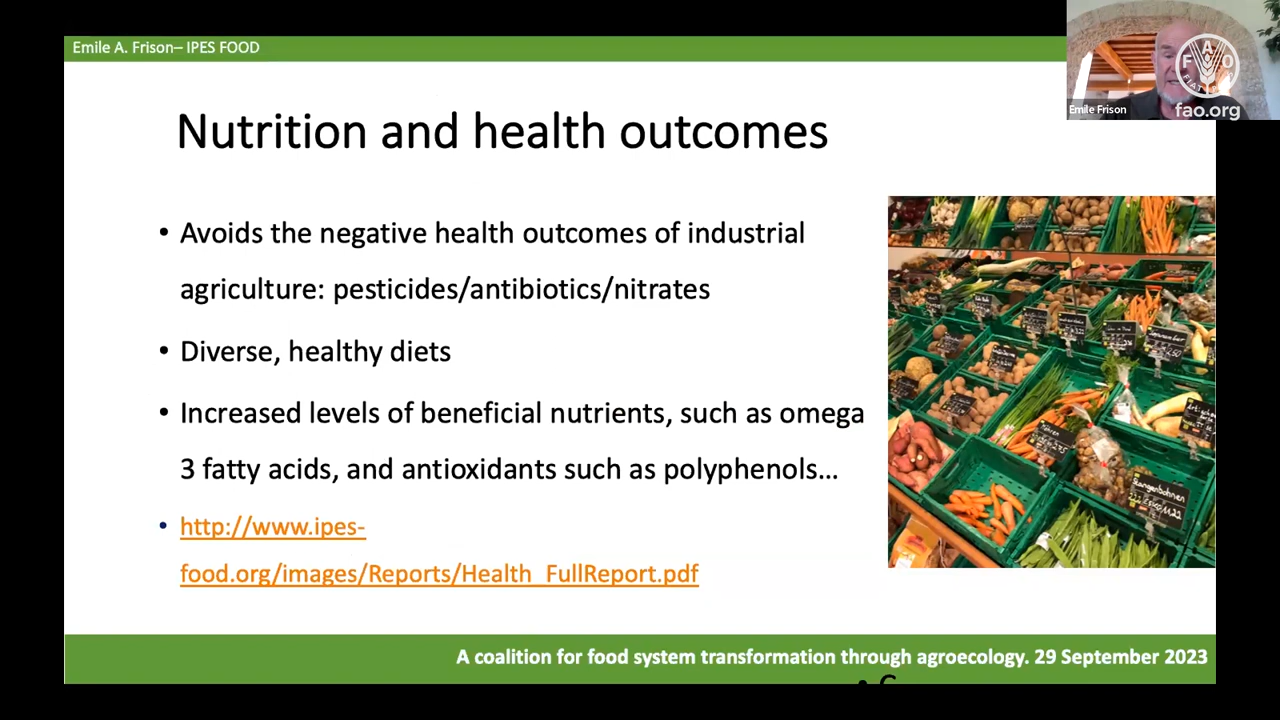 Emile A. Frison– IPES FOOD
Emile Frison
FAO
FIAT
fao.org
Nutrition and health outcomes
• Avoids the negative health outcomes of industrial
agriculture: pesticides/antibiotics/nitrates
• Diverse, healthy diets
• Increased levels of beneficial nutrients, such as omega
3 fatty acids, and antioxidants such as polyphenols...
• http://www.ipes-
food.org/images/Reports/Health_FullReport.pdf
Stangenbohnen
A coalition for food system transformation through agroecology. 29 September 2023